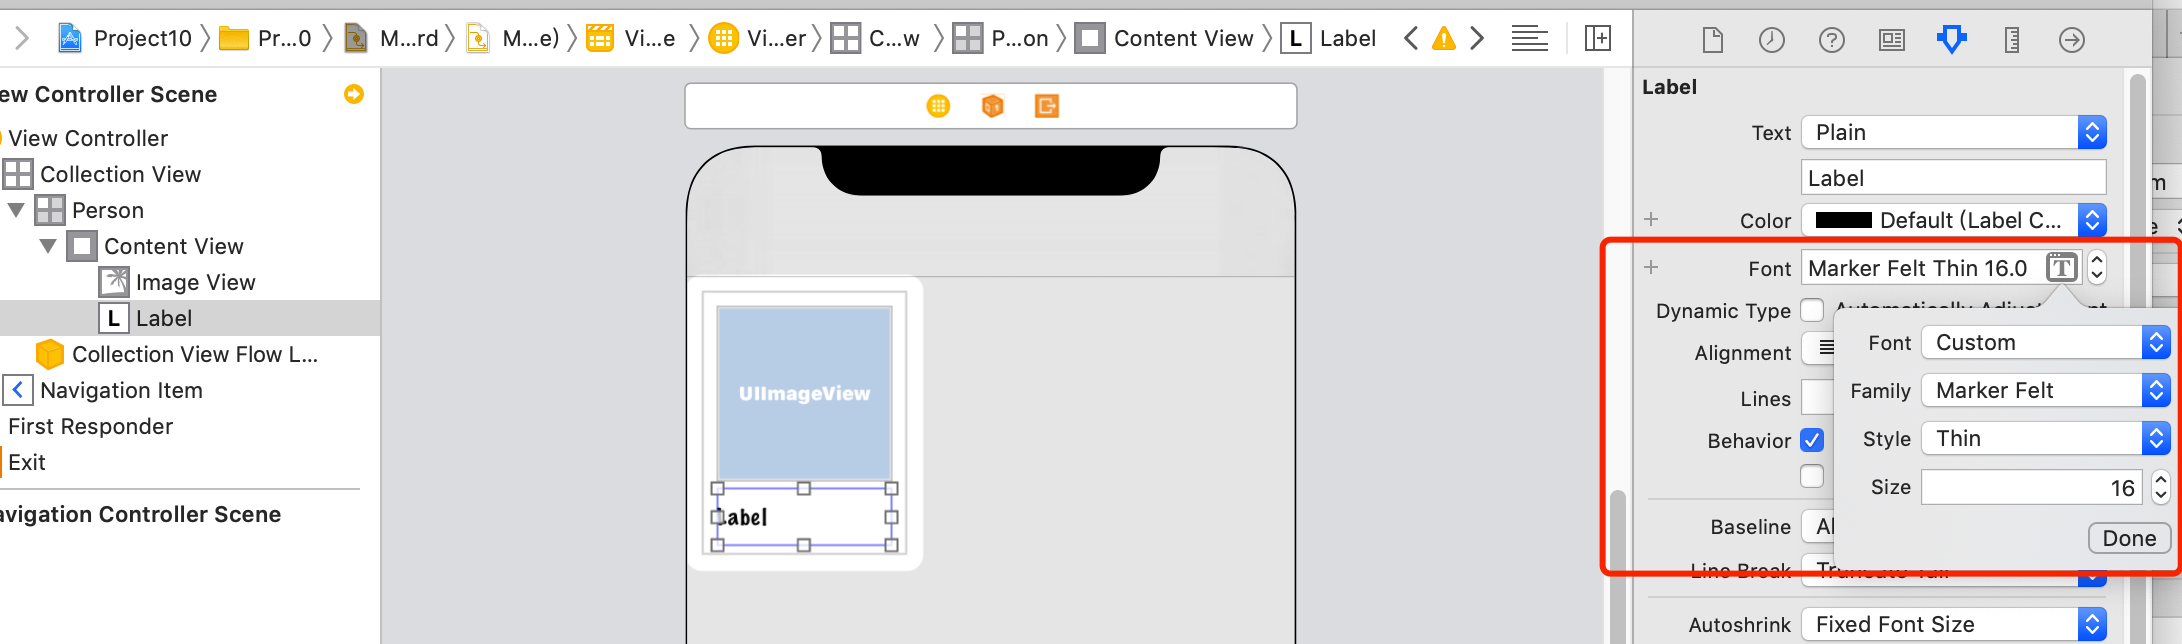 Project10 Pr...0 M...rd M...e) Vi...e Vi...er C...w P...on Content View L Label
ew Controller Scene
View Controller
Collection View
Person
Content View
Image View
L Label
Collection View Flow L...
Navigation Item
First Responder
Exit
avigation Controller Scene
UIImageView
Label
Label
Text Plain
Label
Color Default (Label C...
Font Marker Felt Thin 16.0 T
Dynamic Type
Alignment
Lines
Behavior
Baseline Al
Line Break Truncate Tail
Autoshrink Fixed Font Size
Font Custom
Family Marker Felt
Style Thin
Size 16
Done